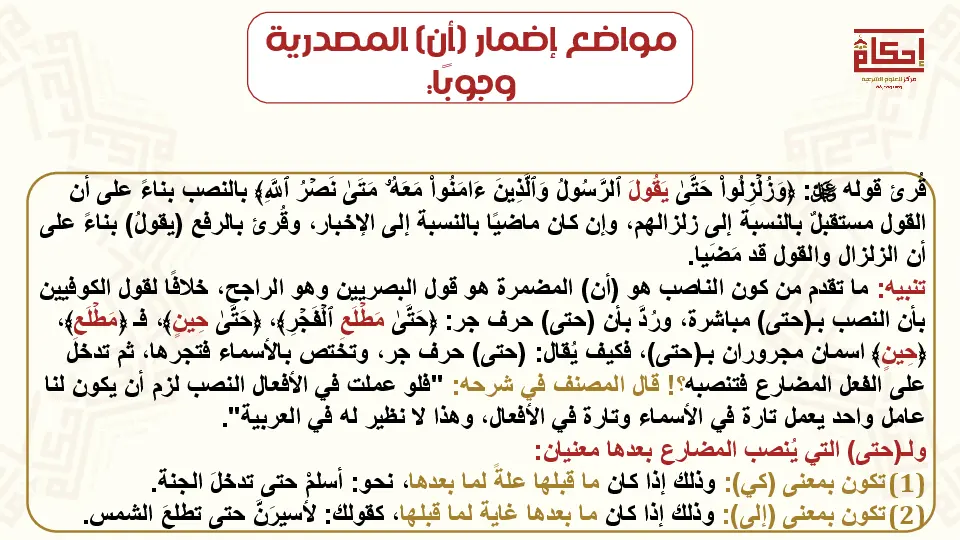 مواضع إضمار (أن) المصدرية
وجوبًا:
إحكام
مركز للعلوم الشرعية
قُرئ قوله ﷻ: ﴿وَزُلۡزِلُواْ حَتَّىٰ يَقُولَ ٱلرَّسُولُ وَٱلَّذِينَ ءَامَنُواْ مَعَهُۥ مَتَىٰ نَصۡرُ ٱللَّهِ﴾ بالنصب بناءً على أن
القول مستقبلٌ بالنسبة إلى زلزالهم، وإن كان ماضيًا بالنسبة إلى الإخبار، وقُرئ بالرفع (يقولُ) بناءً على
أن الزلزال والقول قد مَضَيا.
تنبيه: ما تقدم من كون الناصب هو (أن) المضمرة هو قول البصريين وهو الراجح، خلافًا لقول الكوفيين
بأن النصب بـ(حتى) مباشرة، ورُدَّ بأن (حتى) حرف جر: ﴿حَتَّىٰ مَطۡلَعِ ٱلۡفَجۡرِ﴾، ﴿حَتَّىٰ حِينٍ﴾، فـ ﴿مَطۡلَعِ﴾،
﴿حِينٍ﴾ اسمان مجروران بـ(حتى)، فكيف يُقال: (حتى) حرف جر، وتختص بالأسماء فتجرها، ثم تدخل
على الفعل المضارع فتنصبه؟! قال المصنف في شرحه: "فلو عملت في الأفعال النصب لزم أن يكون لنا
عامل واحد يعمل تارة في الأسماء وتارة في الأفعال، وهذا لا نظير له في العربية".
ولـ(حتى) التي يُنصب المضارع بعدها معنيان:
(1) تكون بمعنى (كي): وذلك إذا كان ما قبلها علةً لما بعدها، نحو: أسلمْ حتى تدخلَ الجنة.
(2) تكون بمعنى (إلى): وذلك إذا كان ما بعدها غاية لما قبلها، كقولك: لأسيرَنَّ حتى تطلعَ الشمس.